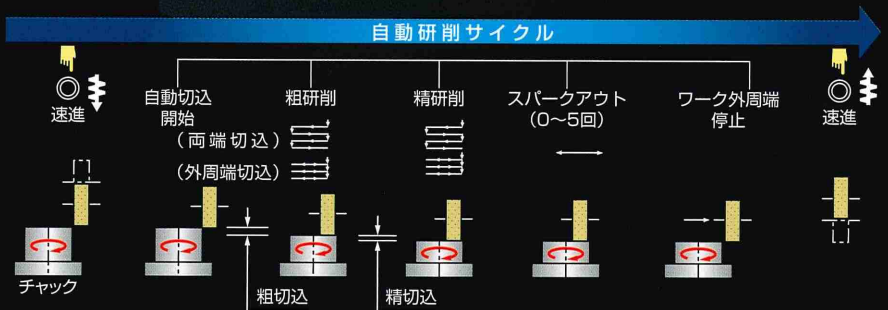 自動研削サイクル
速進
自動切込
開始
粗研削
精研削
スパークアウト
(0〜5回)
ワーク外周端
停止
速進
(両端切込)
(外周端切込)
チャック
粗切込
精切込